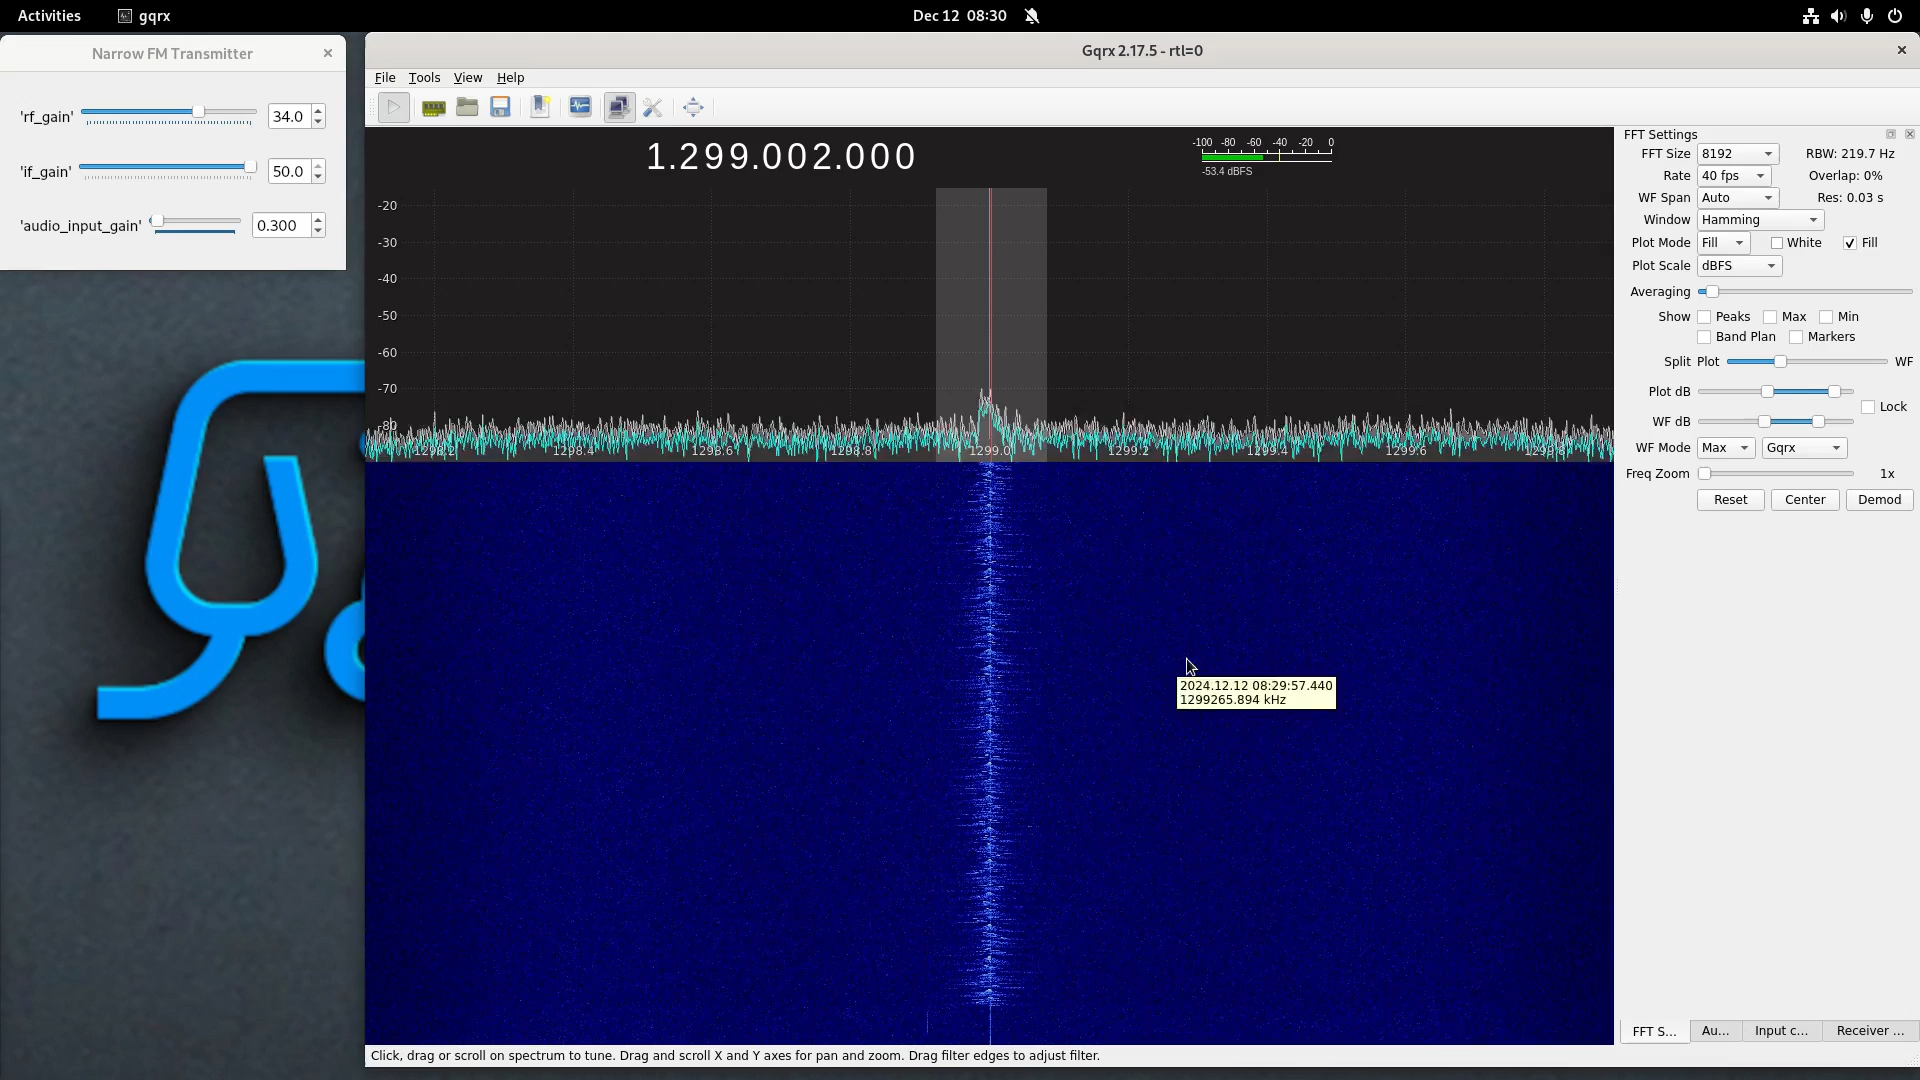 Activities
gqrx
Dec 12 08:30
Narrow FM Transmitter
'rf_gain'
34.0
'if_gain'
50.0
'audio_input_gain'
0.300
Gqrx 2.17.5 - rtl=0
File Tools View Help
1.299.002.000
-100 -80 -60 -40 -20 0
-53.4 dBFS
-20
-30
-40
-50
-60
-70
-80
1298.2 1298.4 1298.6 1298.8 1299.0 1299.2 1299.4 1299.6 1299.8
2024.12.12 08:29:57.440
1299265.894 kHz
Click, drag or scroll on spectrum to tune. Drag and scroll X and Y axes for pan and zoom. Drag filter edges to adjust filter.
FFT Settings
FFT Size 8192 RBW: 219.7 Hz
Rate 40 fps Overlap: 0%
WF Span Auto Res: 0.03 s
Window Hamming
Plot Mode Fill White Fill
Plot Scale dBFS
Averaging
Show Peaks Max Min
Band Plan Markers
Split Plot WF
Plot dB
Lock
WF dB
WF Mode Max Gqrx
Freq Zoom 1x
Reset Center Demod
FFT S... Au... Input c... Receiver ...